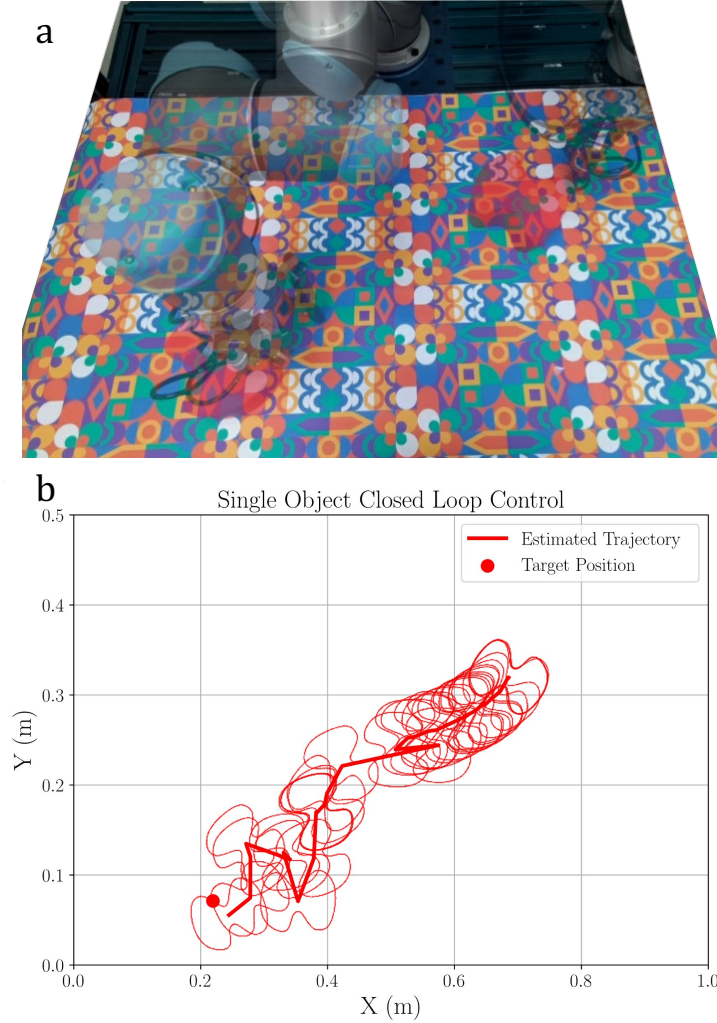 a
b
Single Object Closed Loop Control
Estimated Trajectory
Target Position
0.5
0.4
0.3
0.2
0.1
0.0
Y (m)
0.0 0.2 0.4 0.6 0.8 1.0
X (m)